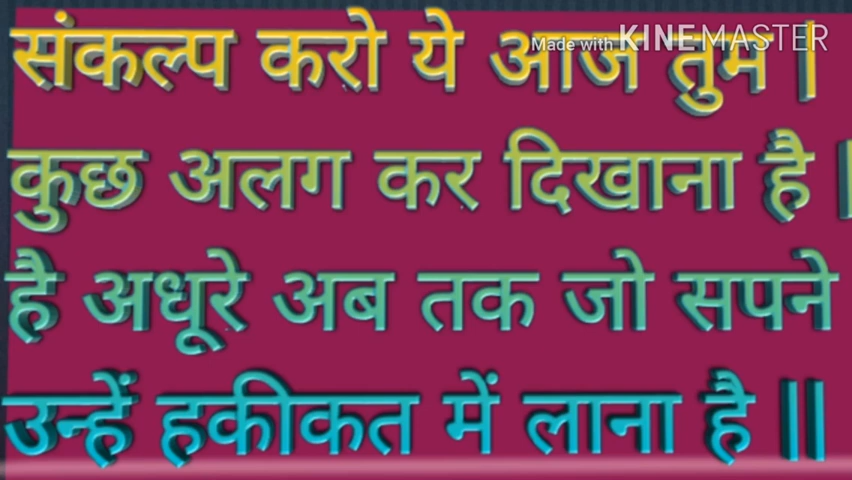 Made with KINEMASTER
संकल्प करो ये आज तुम |
कुछ अलग कर दिखाना है |
है अधूरे अब तक जो सपने
उन्हें हकीकत में लाना है ||